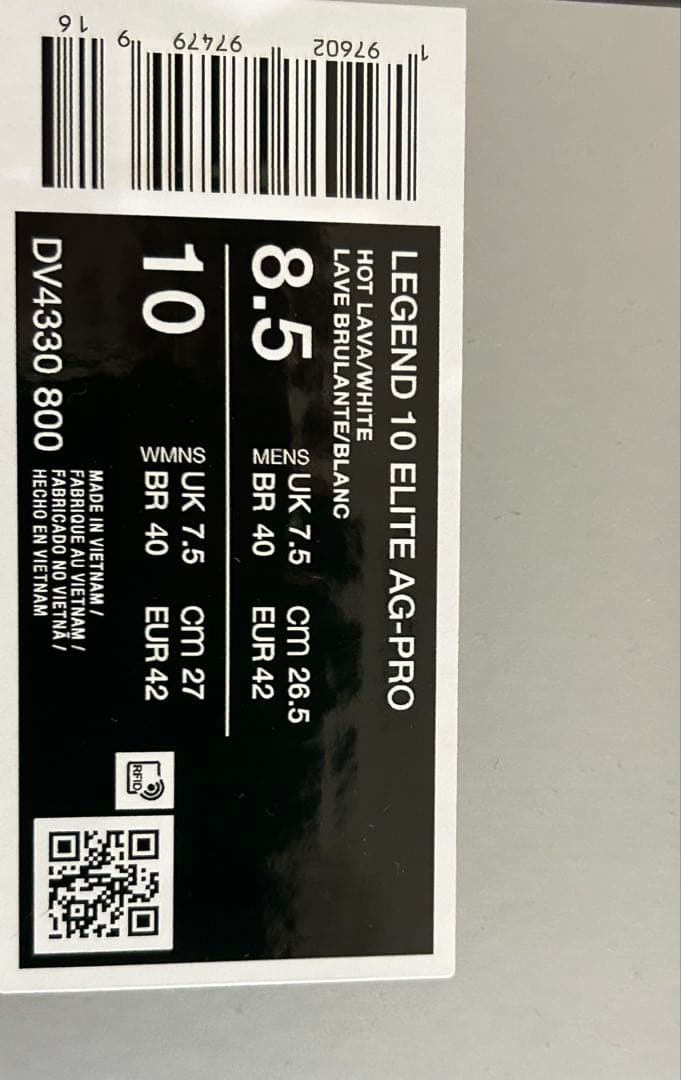 1 97602 97479 9 16
LEGEND 10 ELITE AG-PRO
HOT LAVA/WHITE
LAVE BRULANTE/BLANC
8.5
MENS
UK 7.5 cm 26.5
BR 40 EUR 42
10
WMNS
UK 7.5 cm 27
BR 40 EUR 42
DV4330 800
MADE IN VIETNAM /
FABRIQUE AU VIETNAM /
FABRICADO NO VIETNÃ /
HECHO EN VIETNAM
RFID